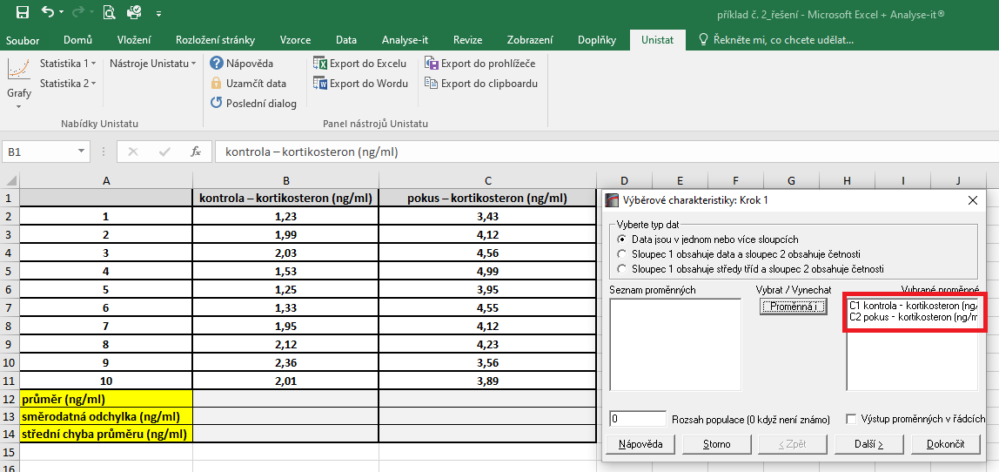 příklad č. 2_řešení - Microsoft Excel + Analyse-it®
Soubor Domů Vložení Rozložení stránky Vzorce Data Analyse-it Revize Zobrazení Doplňky Unistat Řekněte mi, co chcete udělat...
Statistika 1 Nástroje Unistatu Nápověda Export do Excelu Export do prohlížeče
Grafy Statistika 2 Uzamčít data Export do Wordu Export do clipboardu
Poslední dialog
Nabídky Unistatu Panel nástrojů Unistatu
B1 fx kontrola – kortikosteron (ng/ml)
A B C D E F G H I J
1 kontrola – kortikosteron (ng/ml) pokus – kortikosteron (ng/ml)
2 1 1,23 3,43
3 2 1,99 4,12
4 3 2,03 4,56
5 4 1,53 4,99
6 5 1,25 3,95
7 6 1,33 4,55
8 7 1,95 4,12
9 8 2,12 4,23
10 9 2,36 3,56
11 10 2,01 3,89
12 průměr (ng/ml)
13 směrodatná odchylka (ng/ml)
14 střední chyba průměru (ng/ml)
15
16
Výběrové charakteristiky: Krok 1
Vyberte typ dat
Data jsou v jednom nebo více sloupcích
Sloupec 1 obsahuje data a sloupec 2 obsahuje četnosti
Sloupec 1 obsahuje středy tříd a sloupec 2 obsahuje četnosti
Seznam proměnných Vybrat / Vynechat Vybrané proměnné
Proměnná
C1 kontrola - kortikosteron (ng/
C2 pokus - kortikosteron (ng/m
0 Rozsah populace (0 když není známo) Výstup proměnných v řádcích
Nápověda Storno < Zpět Další > Dokončit